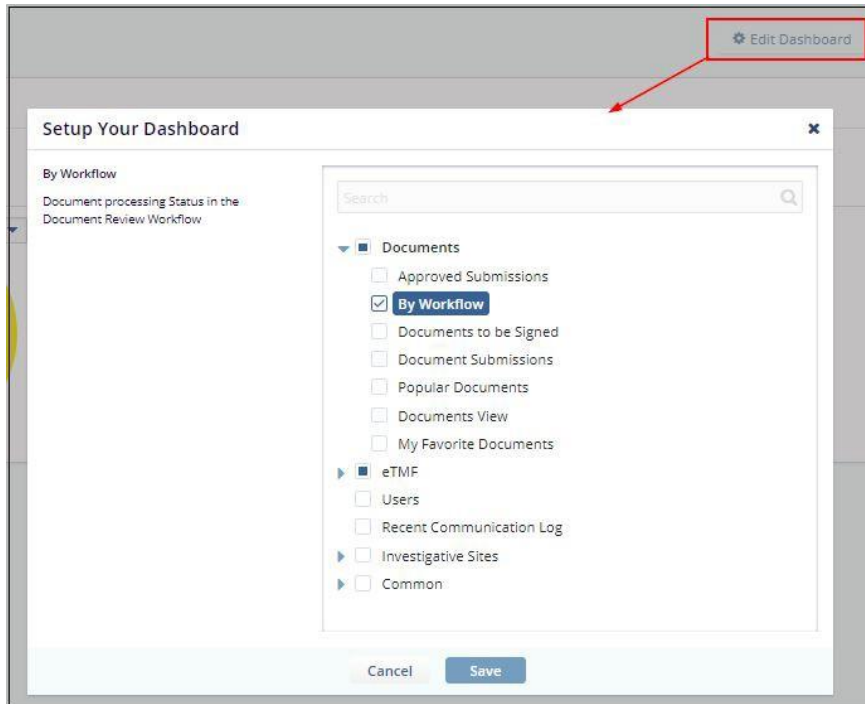 Edit Dashboard
Setup Your Dashboard
By Workflow
Document processing Status in the
Document Review Workflow
Search
Documents
Approved Submissions
By Workflow
Documents to be Signed
Document Submissions
Popular Documents
Documents View
My Favorite Documents
eTMF
Users
Recent Communication Log
Investigative Sites
Common
Cancel
Save